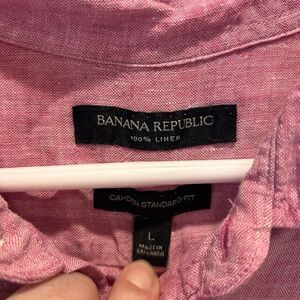 BANANA REPUBLIC
100% LINEN
CAMDEN STANDARD FIT
L
MADE IN
SRI LANKA